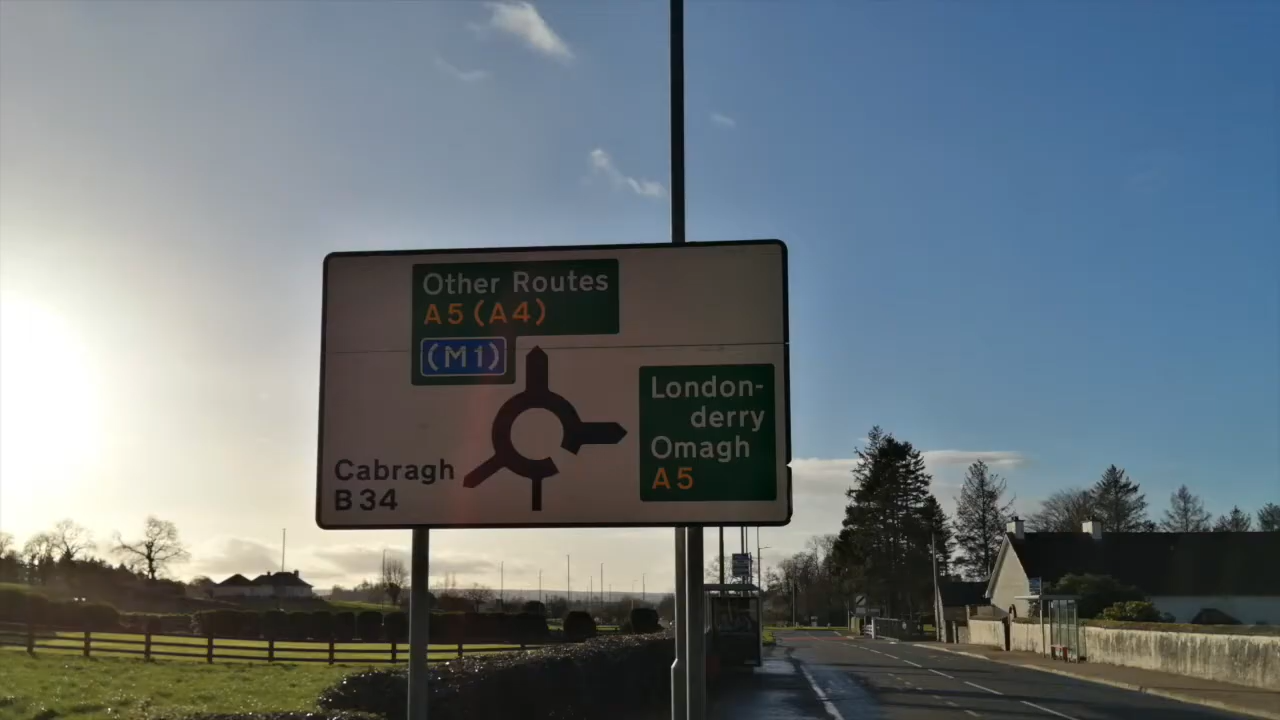 Other Routes
A5 (A4)
(M1)
London-
derry
Omagh
A5
Cabragh
B34